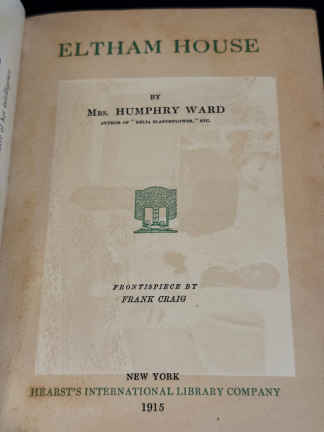 ELTHAM HOUSE
BY
MRS. HUMPHRY WARD
AUTHOR OF "DELIA BLANCHFLOWER," ETC.
FRONTISPIECE BY
FRANK CRAIG
NEW YORK
HEARST'S INTERNATIONAL LIBRARY COMPANY
1915